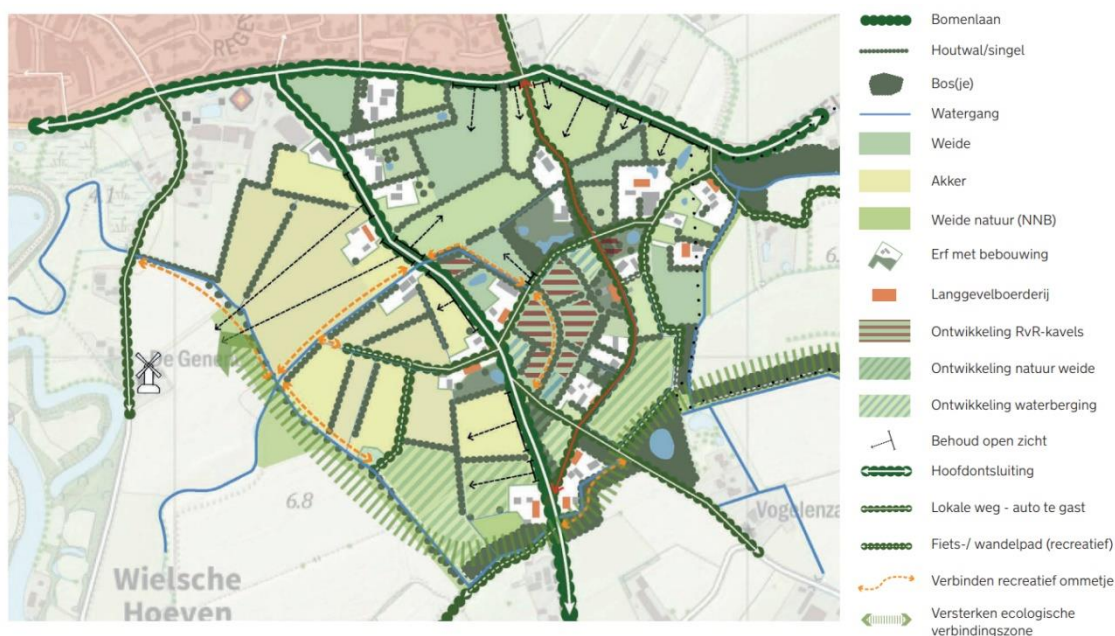 REGE
De Gene
6.8
6.
Vogelenza
Wielsche
Hoeven
Bomenlaan
Houtwal/singel
Bos(je)
Watergang
Weide
Akker
Weide natuur (NNB)
Erf met bebouwing
Langgevelboerderij
Ontwikkeling RvR-kavels
Ontwikkeling natuur weide
Ontwikkeling waterberging
Behoud open zicht
Hoofdontsluiting
Lokale weg - auto te gast
Fiets-/ wandelpad (recreatief)
Verbinden recreatief ommetje
Versterken ecologische
verbindingszone